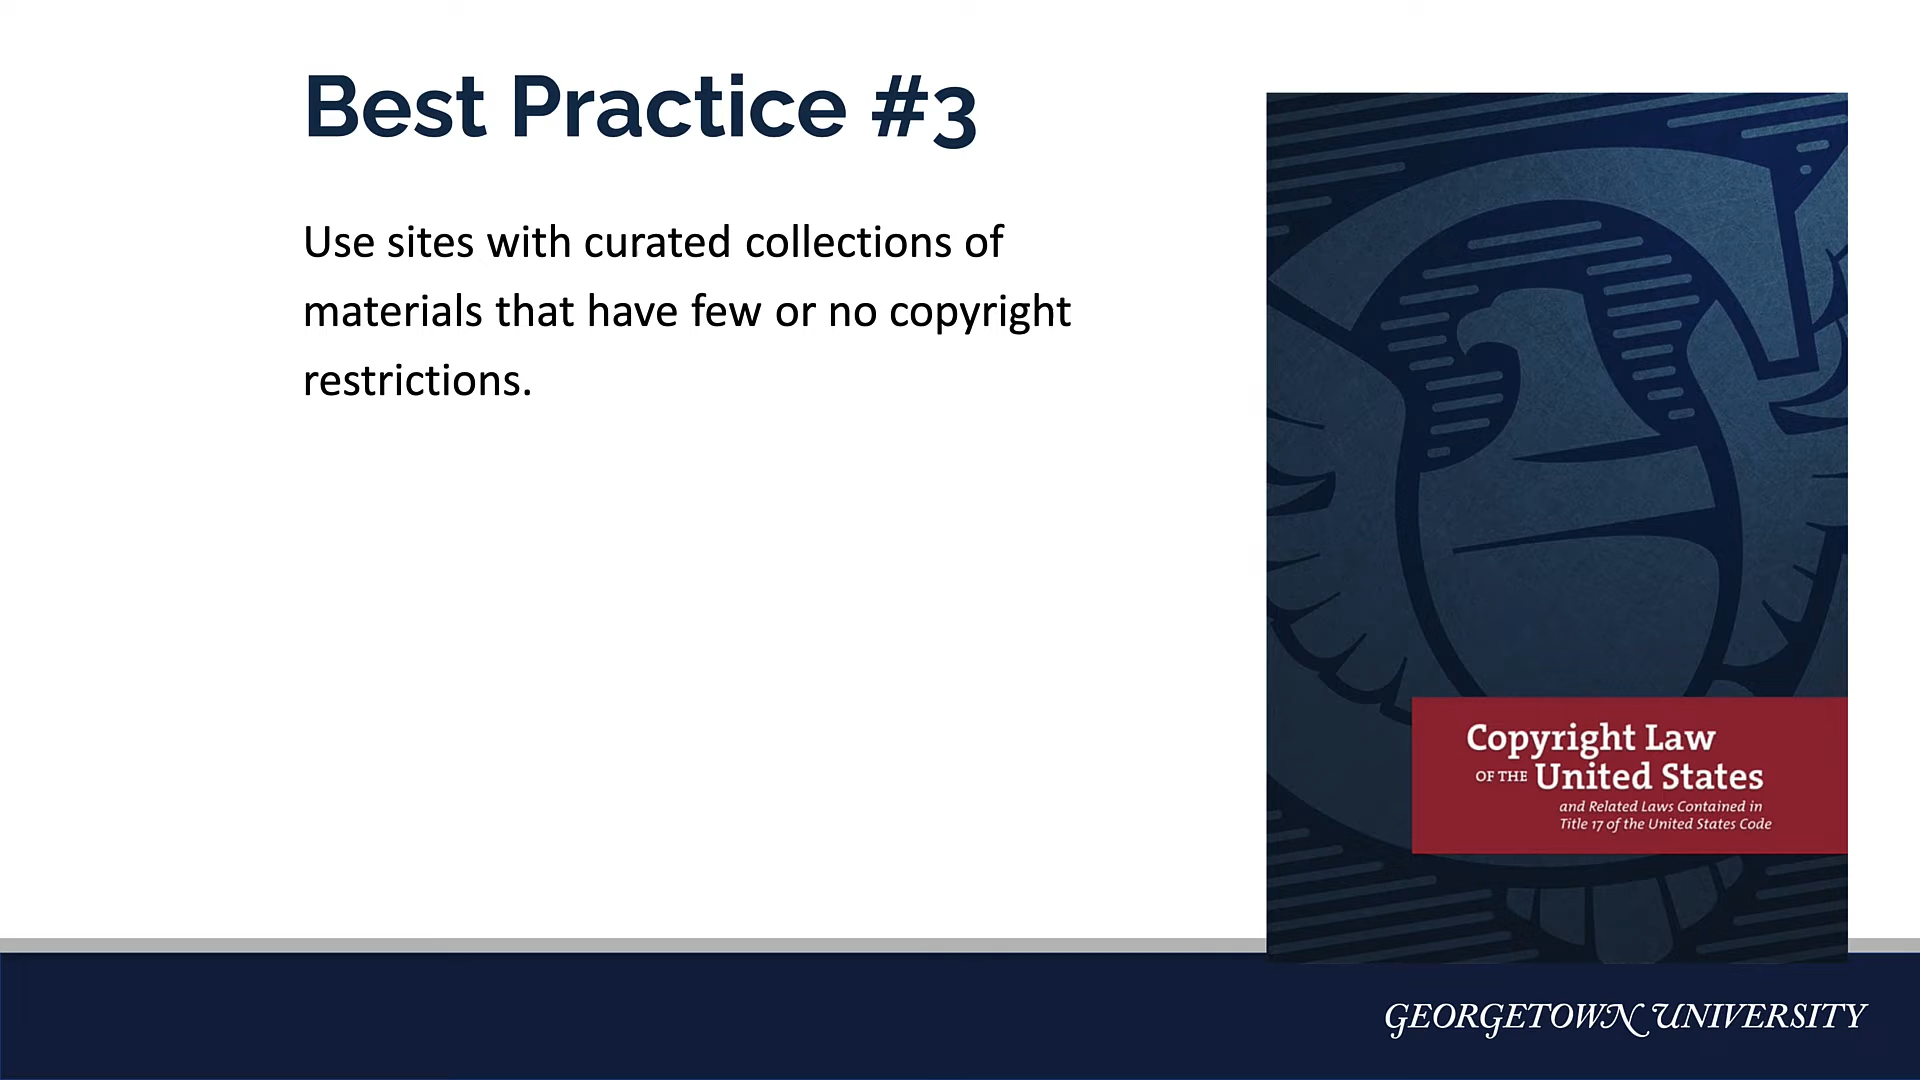 Best Practice #3
Use sites with curated collections of
materials that have few or no copyright
restrictions.
Copyright Law
OF THE United States
and Related Laws Contained in
Title 17 of the United States Code
GEORGETOWN UNIVERSITY